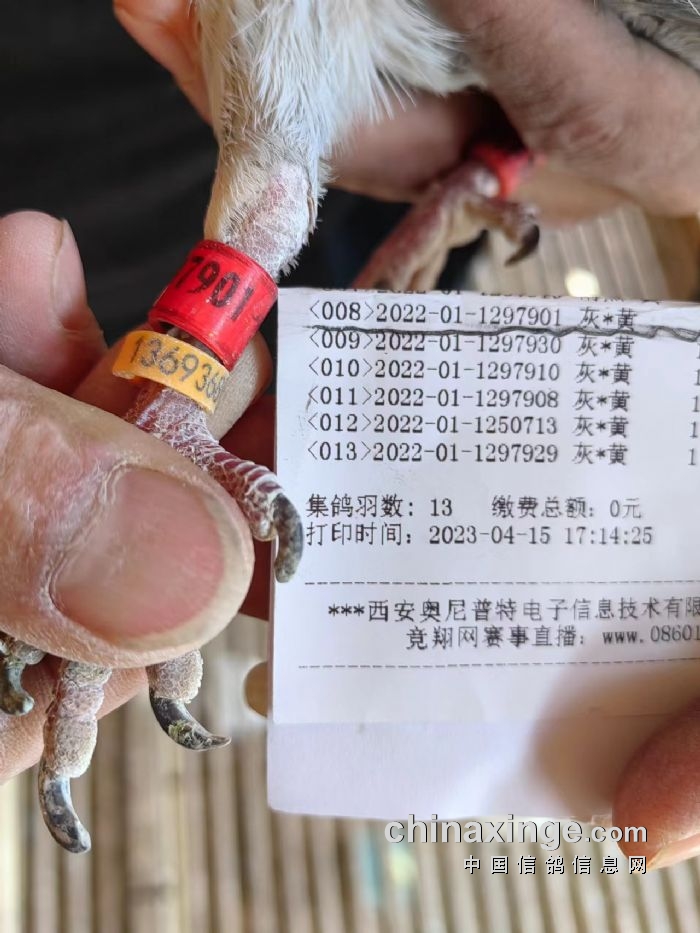 7901
1369368
<008>2022-01-1297901 灰*黄
<009>2022-01-1297930 灰*黄
<010>2022-01-1297910 灰*黄 1
<011>2022-01-1297908 灰*黄 1
<012>2022-01-1250713 灰*黄 1
<013>2022-01-1297929 灰*黄 1
集鸽羽数: 13 缴费总额: 0元
打印时间: 2023-04-15 17:14:25
***西安奥尼普特电子信息技术有限
竞翔网赛事直播: www.08601
chinaxinge.com
中国信鸽信息网